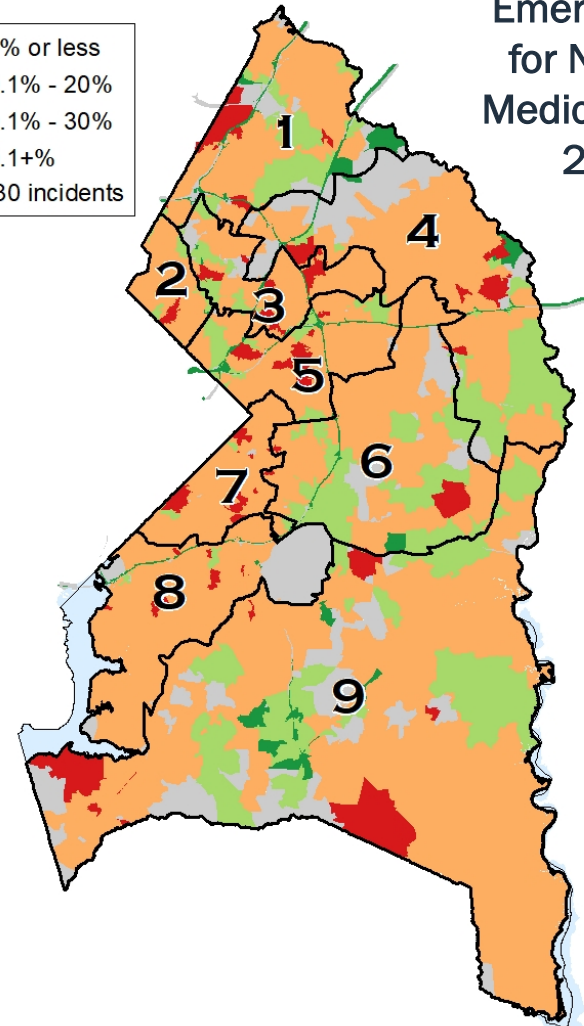 % or less
.1% - 20%
.1% - 30%
.1+%
30 incidents
Emer
for N
Medic
2
1
4
2
3
5
6
7
8
9